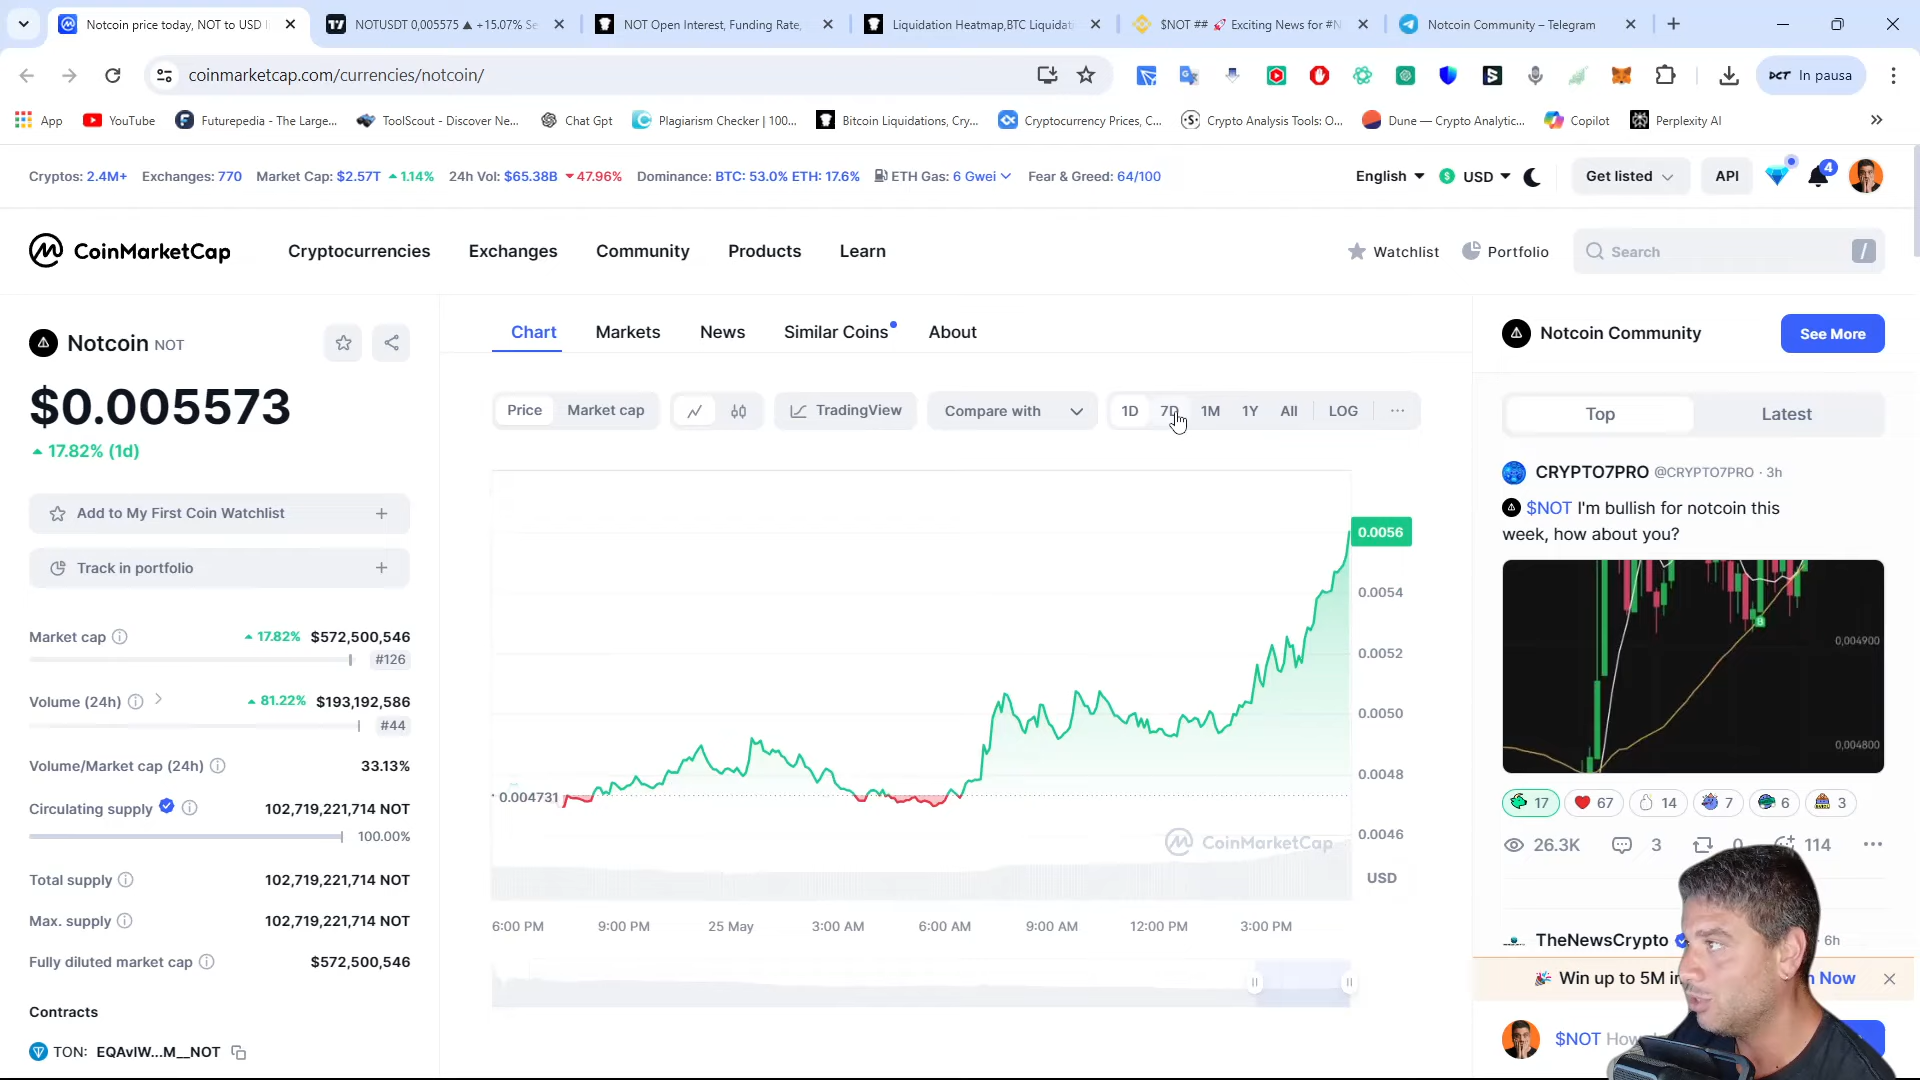 Notcoin price today, NOT to USD l
NOTUSDT 0,005575 ▲ +15.07% Se
NOT Open Interest, Funding Rate,
Liquidation Heatmap,BTC Liquidat
$NOT ## 🚀 Exciting News for #N
Notcoin Community – Telegram
coinmarketcap.com/currencies/notcoin/
In pausa
App
YouTube
Futurepedia - The Large...
ToolScout - Discover Ne...
Chat Gpt
Plagiarism Checker | 100...
Bitcoin Liquidations, Cry...
Cryptocurrency Prices, C...
Crypto Analysis Tools: O...
Dune — Crypto Analytic...
Copilot
Perplexity AI
Cryptos: 2.4M+ Exchanges: 770 Market Cap: $2.57T 1.14% 24h Vol: $65.38B 47.96% Dominance: BTC: 53.0% ETH: 17.6% ETH Gas: 6 Gwei Fear & Greed: 64/100
English USD Get listed API 4
CoinMarketCap
Cryptocurrencies Exchanges Community Products Learn
Watchlist Portfolio Search /
Notcoin NOT
$0.005573
17.82% (1d)
Add to My First Coin Watchlist +
Track in portfolio +
Market cap 17.82% $572,500,546
#126
Volume (24h) 81.22% $193,192,586
#44
Volume/Market cap (24h) 33.13%
Circulating supply 102,719,221,714 NOT
100.00%
Total supply 102,719,221,714 NOT
Max. supply 102,719,221,714 NOT
Fully diluted market cap $572,500,546
Contracts
TON: EQAvlW...M__NOT
Chart Markets News Similar Coins About
Price Market cap TradingView Compare with 1D 7D 1M 1Y All LOG ...
0.0056
0.0054
0.0052
0.0050
0.0048
0.004731
0.0046
CoinMarketCap
USD
6:00 PM 9:00 PM 25 May 3:00 AM 6:00 AM 9:00 AM 12:00 PM 3:00 PM
Notcoin Community
See More
Top Latest
CRYPTO7PRO @CRYPTO7PRO · 3h
$NOT I'm bullish for notcoin this
week, how about you?
B
0,004900
0,004800
17 67 14 7 6 3
26.3K 3 0 114
TheNewsCrypto · 6h
Win up to 5M in
Now
$NOT How